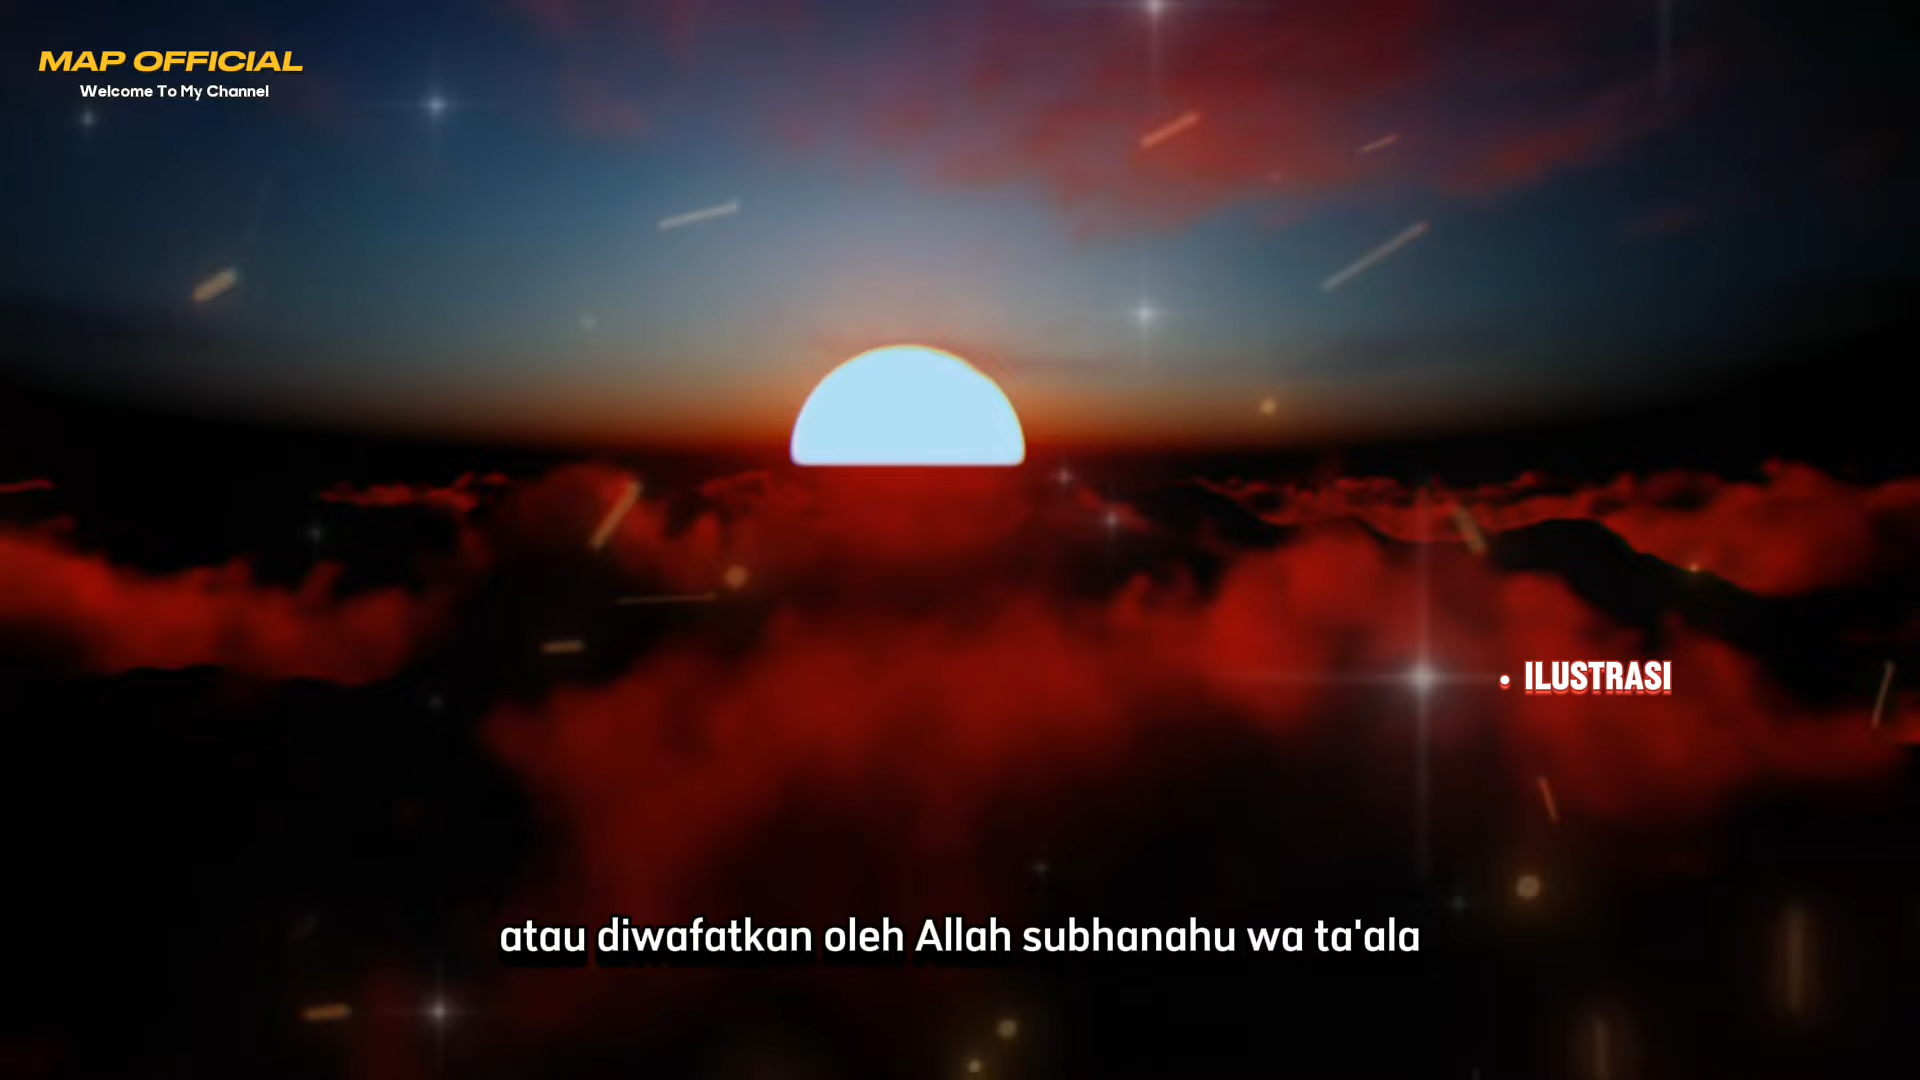 MAP OFFICIAL
Welcome To My Channel
• ILUSTRASI
atau diwafatkan oleh Allah subhanahu wa ta'ala